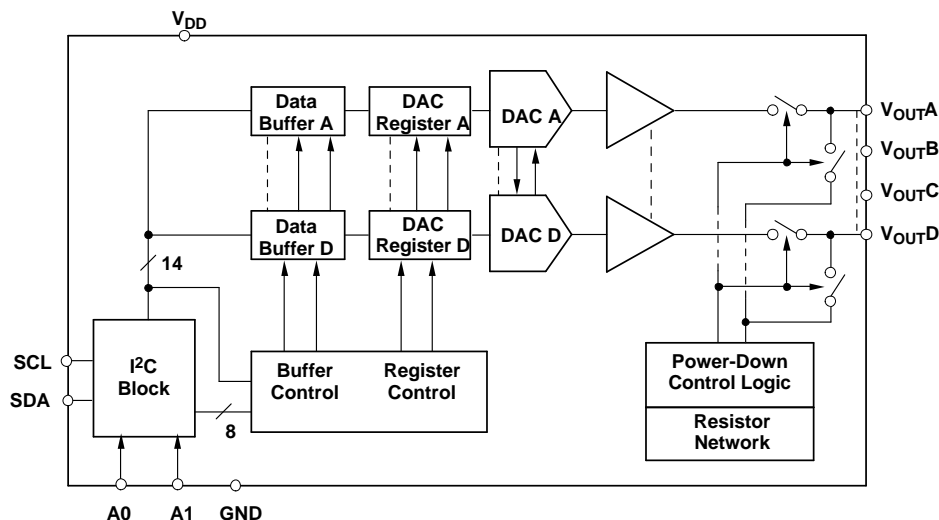 VDD
Data
Buffer A
DAC
Register A
DAC A
VOUTA
VOUTB
VOUTC
VOUTD
Data
Buffer D
DAC
Register D
DAC D
14
SCL
SDA
I2C
Block
8
Buffer
Control
Register
Control
Power-Down
Control Logic
Resistor
Network
A0
A1
GND